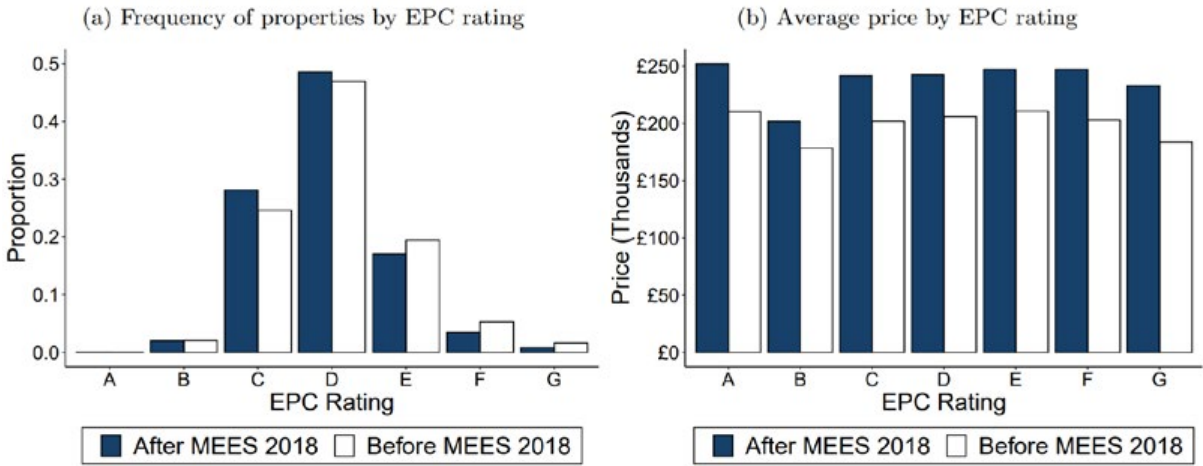 (a) Frequency of properties by EPC rating
0.5
0.4
0.3
0.2
0.1
0.0
Proportion
A B C D E F G
EPC Rating
After MEES 2018 Before MEES 2018
(b) Average price by EPC rating
£250
£200
£150
£100
£50
£0
Price (Thousands)
A B C D E F G
EPC Rating
After MEES 2018 Before MEES 2018